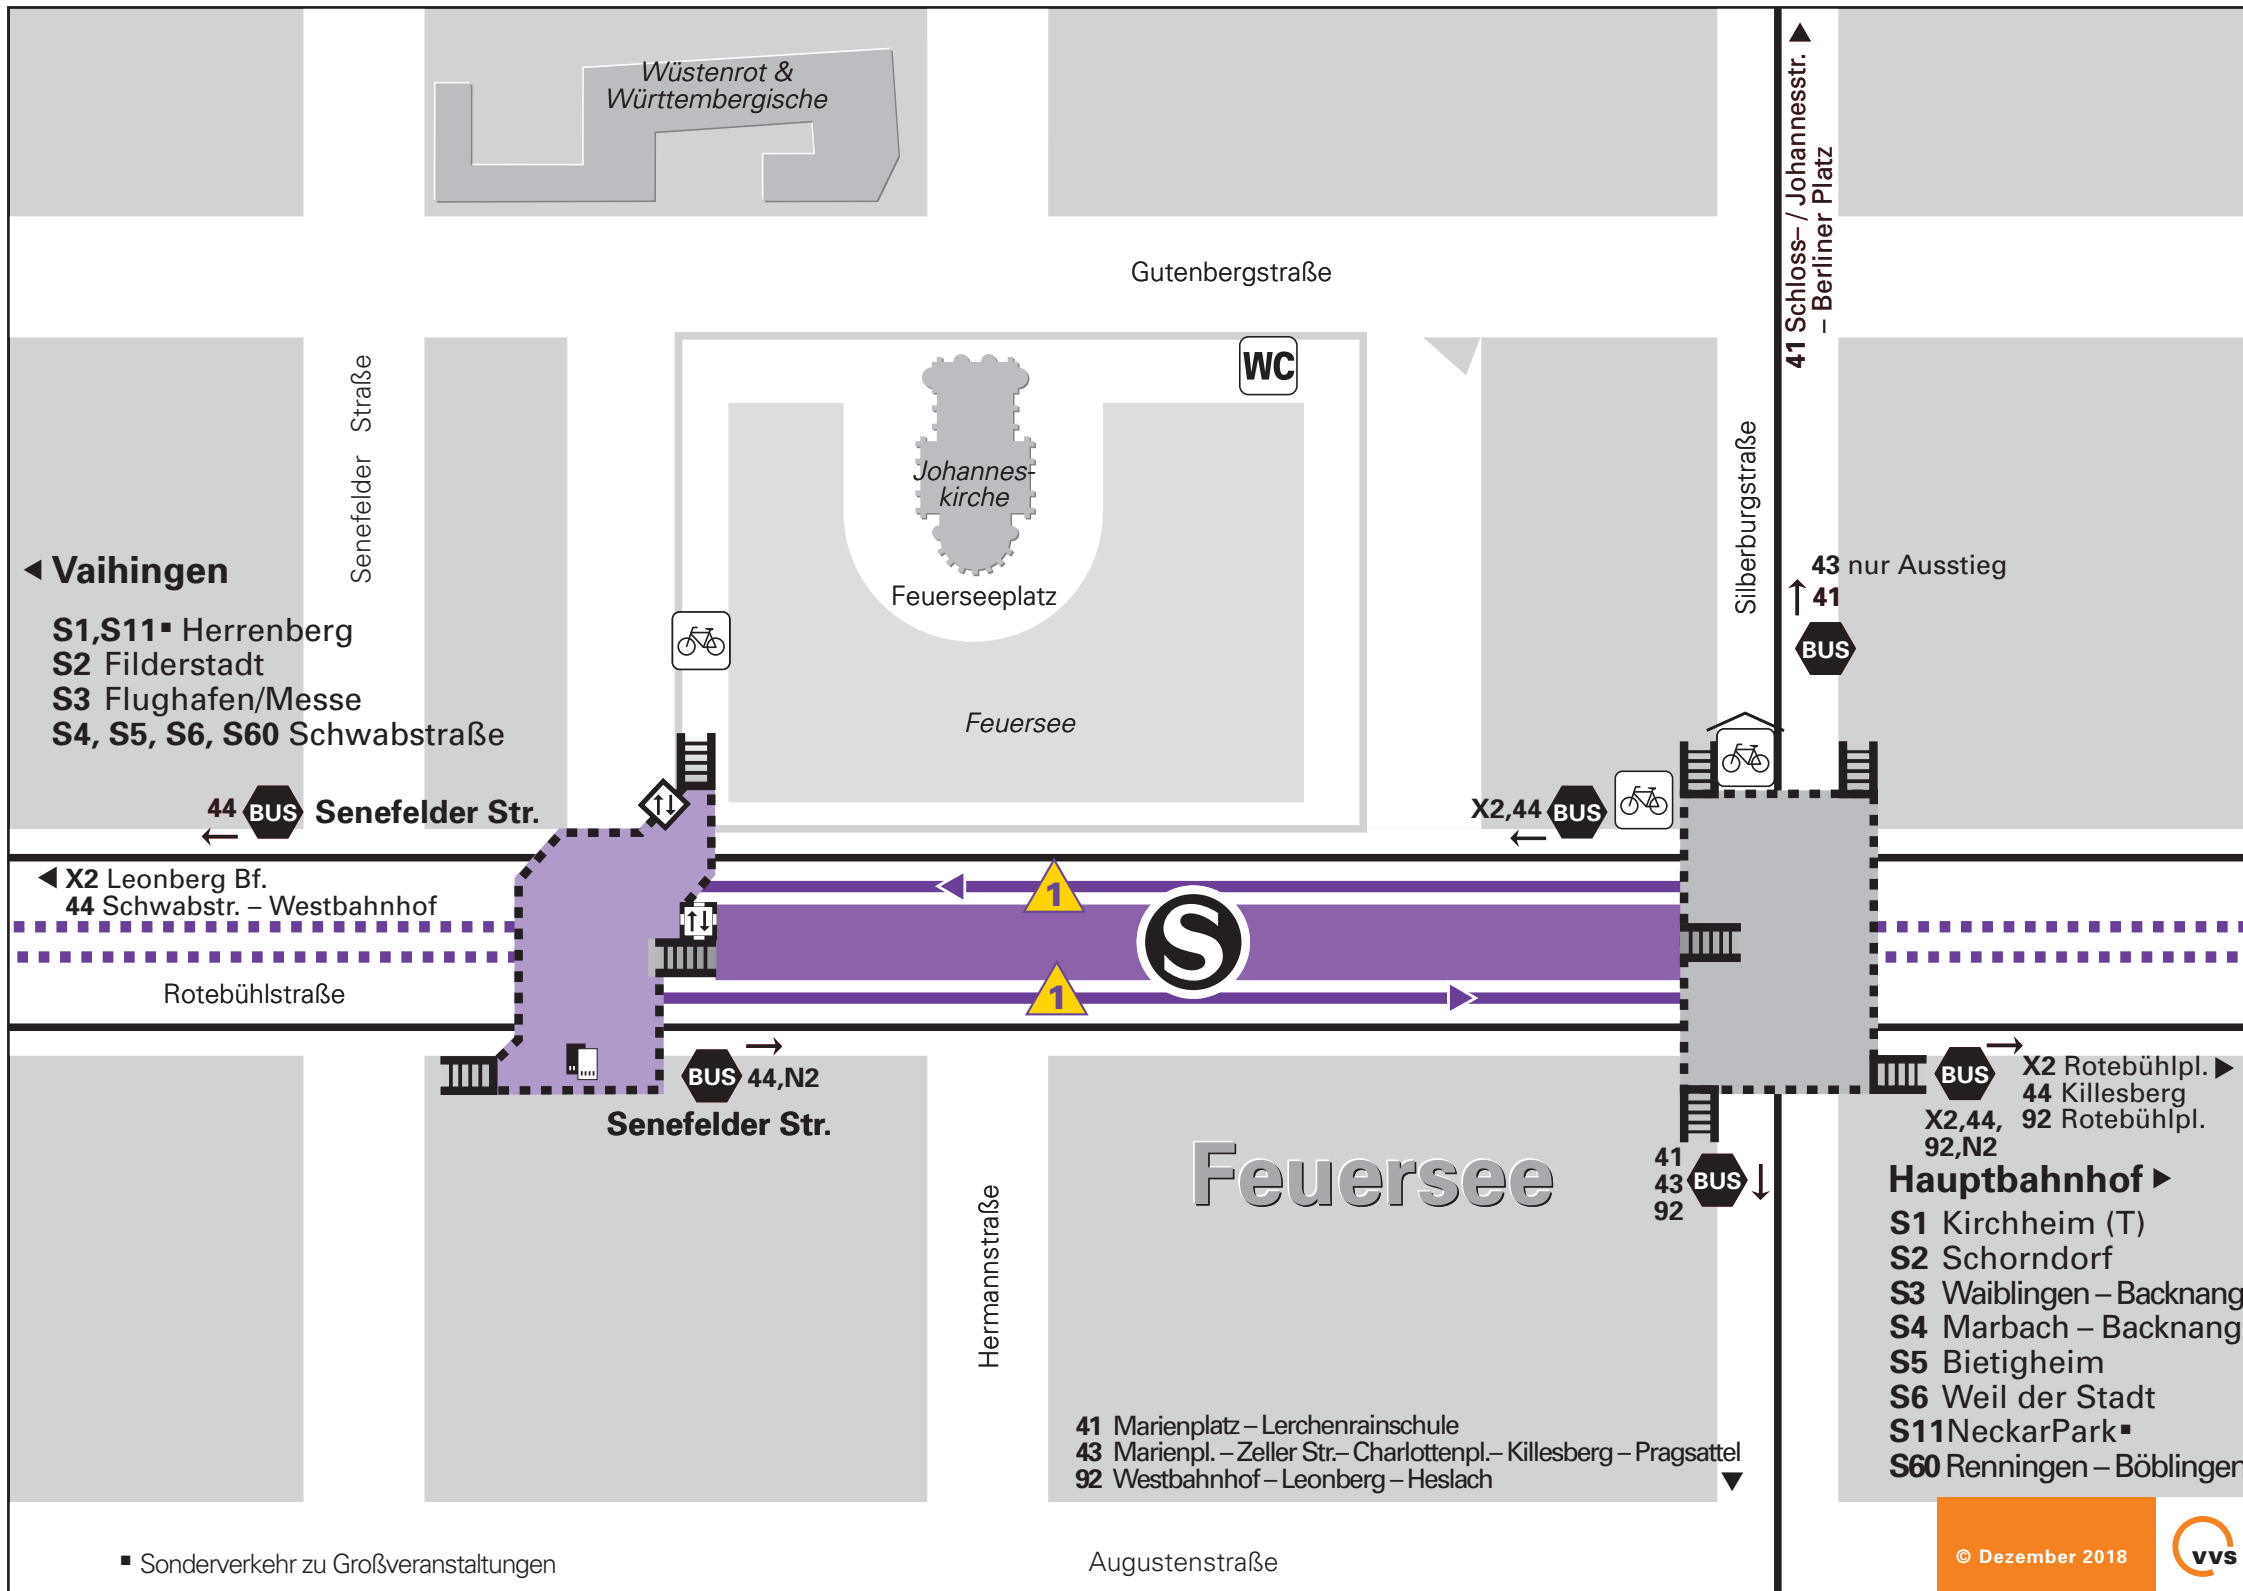 Wüstenrot &
Württembergische
41 Schloss– / Johannesstr.
– Berliner Platz
Gutenbergstraße
WC
Senefelder Straße
Johannes-
kirche
Feuerseeplatz
Silberburgstraße
Feuersee
43 nur Ausstieg
41
BUS
Vaihingen
S1,S11▪ Herrenberg
S2 Filderstadt
S3 Flughafen/Messe
S4, S5, S6, S60 Schwabstraße
44 BUS Senefelder Str.
X2,44 BUS
X2 Leonberg Bf.
44 Schwabstr. – Westbahnhof
1
S
1
Rotebühlstraße
BUS 44,N2
Senefelder Str.
BUS
X2,44,
92,N2
X2 Rotebühlpl.
44 Killesberg
92 Rotebühlpl.
Feuersee
41
43
92
BUS
Hermannstraße
Hauptbahnhof
S1 Kirchheim (T)
S2 Schorndorf
S3 Waiblingen – Backnang
S4 Marbach – Backnang
S5 Bietigheim
S6 Weil der Stadt
S11 NeckarPark▪
S60 Renningen – Böblingen
41 Marienplatz – Lerchenrainschule
43 Marienpl. – Zeller Str.– Charlottenpl.– Killesberg – Pragsattel
92 Westbahnhof – Leonberg – Heslach
▪ Sonderverkehr zu Großveranstaltungen
Augustenstraße
© Dezember 2018
vvs